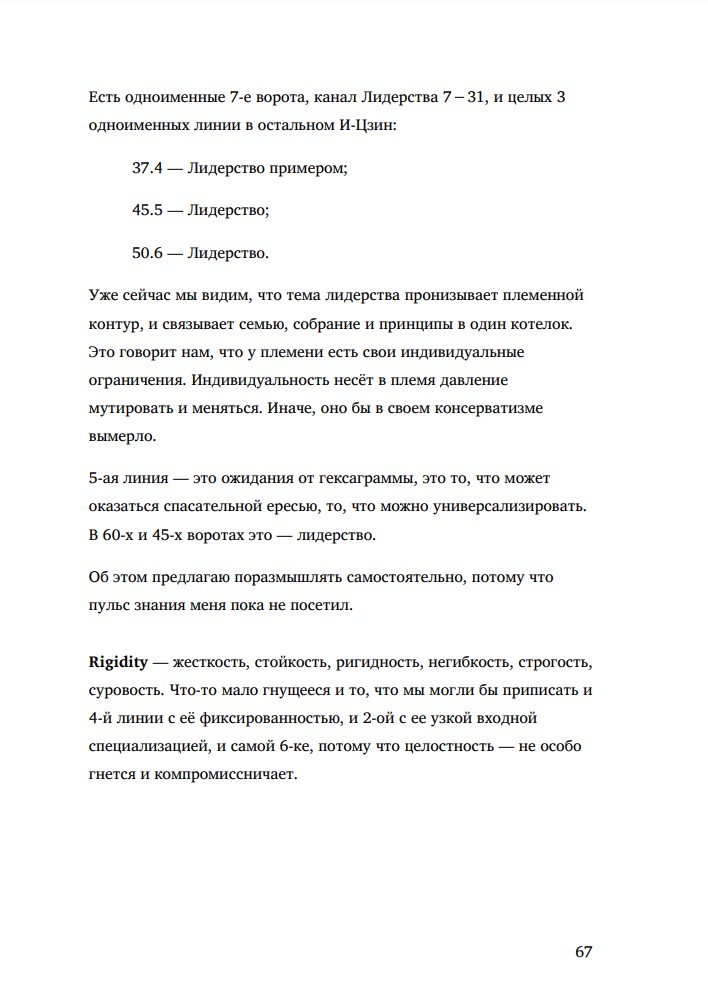 Есть одноименные 7-е ворота, канал Лидерства 7 – 31, и целых 3
одноименных линии в остальном И-Цзин:
37.4 — Лидерство примером;
45.5 — Лидерство;
50.6 — Лидерство.
Уже сейчас мы видим, что тема лидерства пронизывает племенной
контур, и связывает семью, собрание и принципы в один котелок.
Это говорит нам, что у племени есть свои индивидуальные
ограничения. Индивидуальность несёт в племя давление
мутировать и меняться. Иначе, оно бы в своем консерватизме
вымерло.
5-ая линия — это ожидания от гексаграммы, это то, что может
оказаться спасательной ересью, то, что можно универсализировать.
В 60-х и 45-х воротах это — лидерство.
Об этом предлагаю поразмышлять самостоятельно, потому что
пульс знания меня пока не посетил.
Rigidity — жесткость, стойкость, ригидность, негибкость, строгость,
суровость. Что-то мало гнущееся и то, что мы могли бы приписать и
4-й линии с её фиксированностью, и 2-ой с ее узкой входной
специализацией, и самой 6-ке, потому что целостность — не особо
гнется и компромиссничает.
67